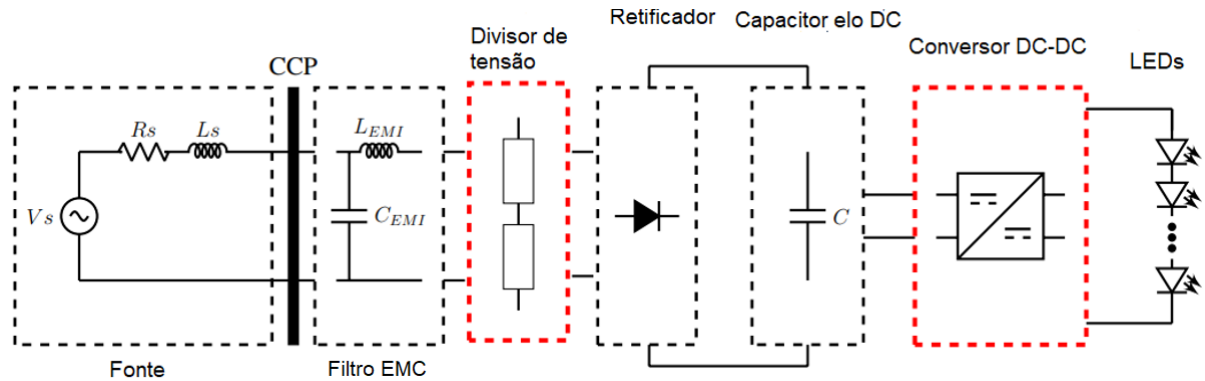 Retificador
Capacitor elo DC
Divisor de
tensão
Conversor DC-DC
LEDs
CCP
Rs
Ls
L_EMI
Vs
C_EMI
C
Fonte
Filtro EMC